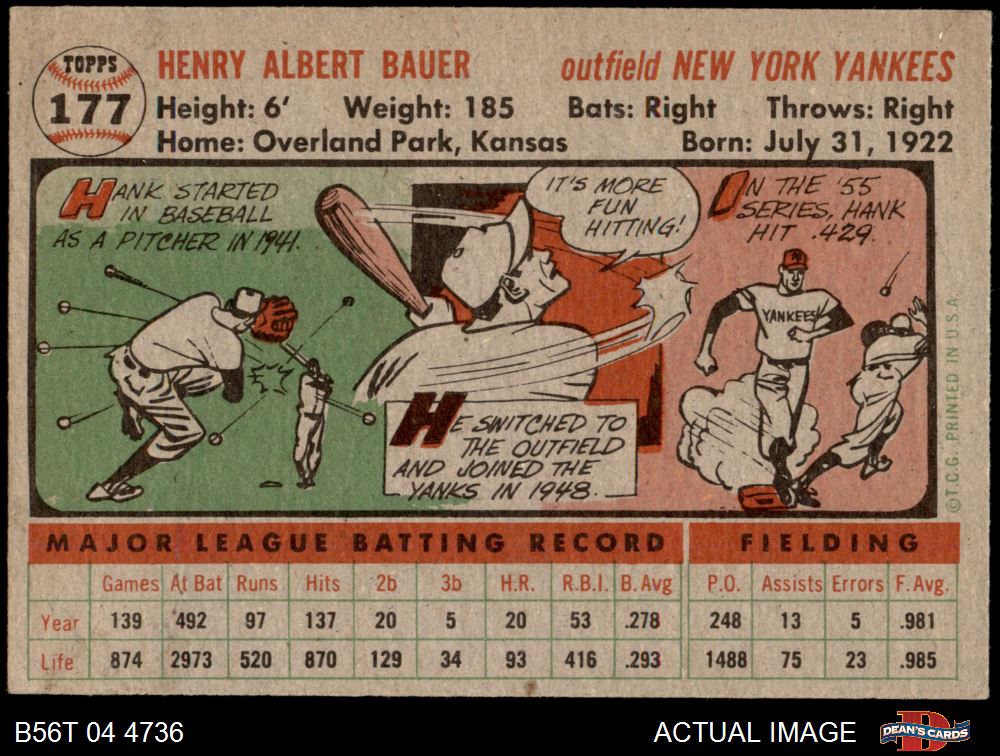 TOPPS
177
HENRY ALBERT BAUER outfield NEW YORK YANKEES
Height: 6' Weight: 185 Bats: Right Throws: Right
Home: Overland Park, Kansas Born: July 31, 1922
HANK STARTED
IN BASEBALL
AS A PITCHER IN 1941.
IT'S MORE
FUN
HITTING!
HE SWITCHED TO
THE OUTFIELD
AND JOINED THE
YANKS IN 1948.
IN THE '55
SERIES, HANK
HIT .429.
NY
YANKEES
©T.C.G. PRINTED IN U.S.A.
MAJOR LEAGUE BATTING RECORD FIELDING
Games At Bat Runs Hits 2b 3b H.R. R.B.I. B. Avg P.O. Assists Errors F. Avg.
Year 139 492 97 137 20 5 20 53 .278 248 13 5 .981
Life 874 2973 520 870 129 34 93 416 .293 1488 75 23 .985
B56T 04 4736 ACTUAL IMAGE DEAN'S CARDS